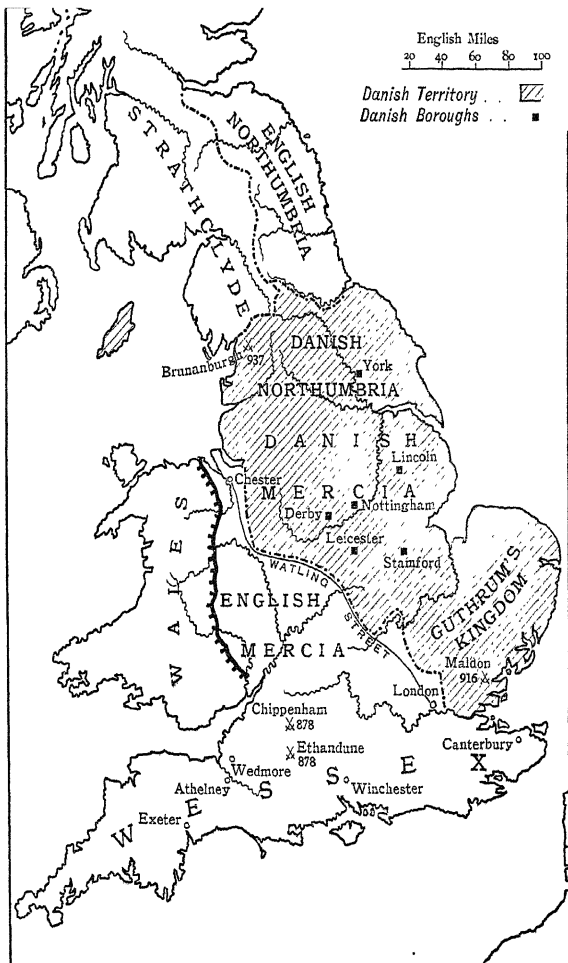 English Miles
20 40 60 80 100
Danish Territory . .
Danish Boroughs . .
STRATHCLYDE
ENGLISH
NORTHUMBRIA
DANISH
Brunanburgh
937
York
NORTHUMBRIA
DANISH
Lincoln
Chester
MERCIA
Nottingham
Derby
Leicester
Stamford
WALES
WATLING
STREET
GUTHRUM'S
KINGDOM
ENGLISH
MERCIA
Maldon
916
London
Chippenham
878
Ethandune
878
Canterbury
Wedmore
Athelney
Winchester
Exeter
WESSEX